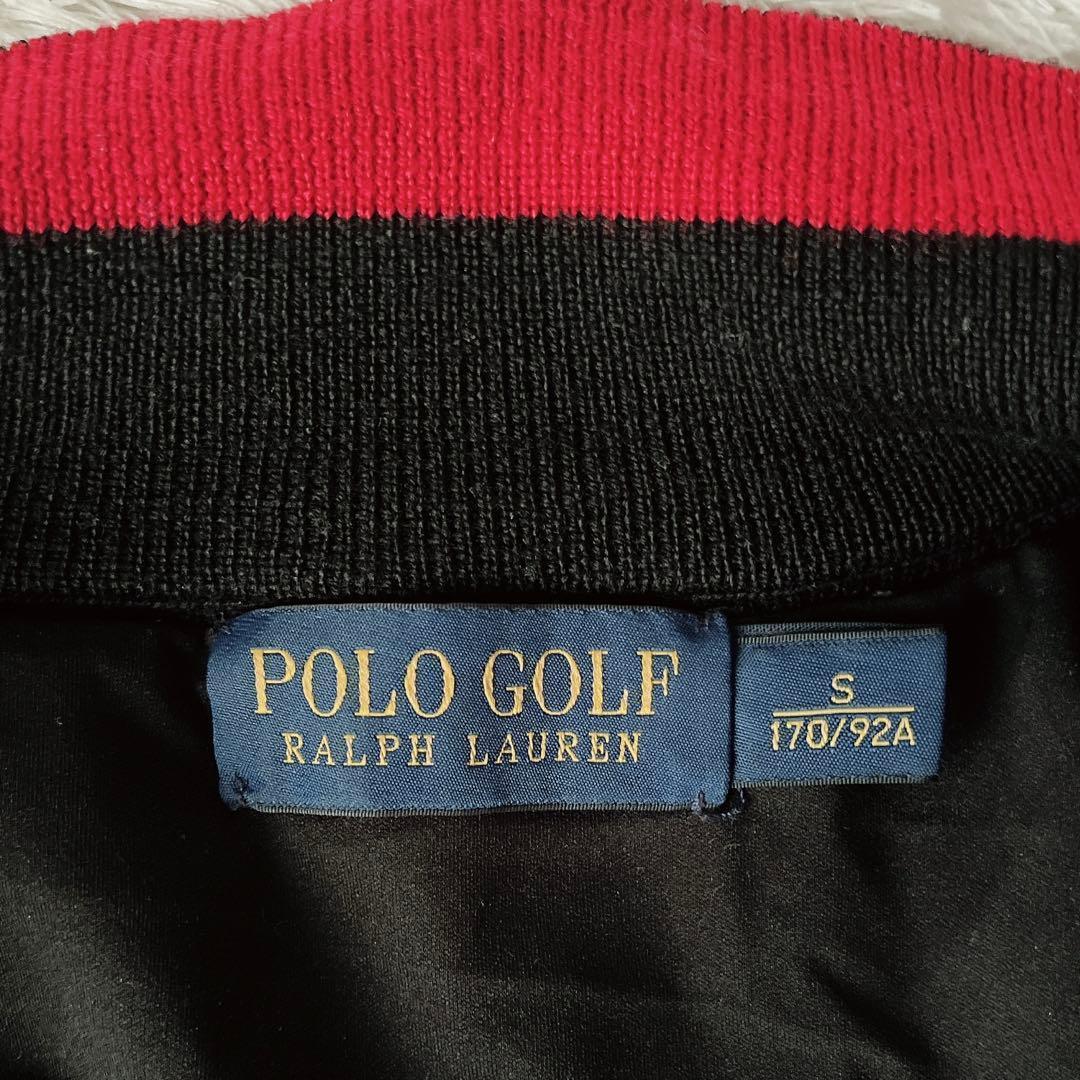 POLO GOLF
RALPH LAUREN
S
170/92A